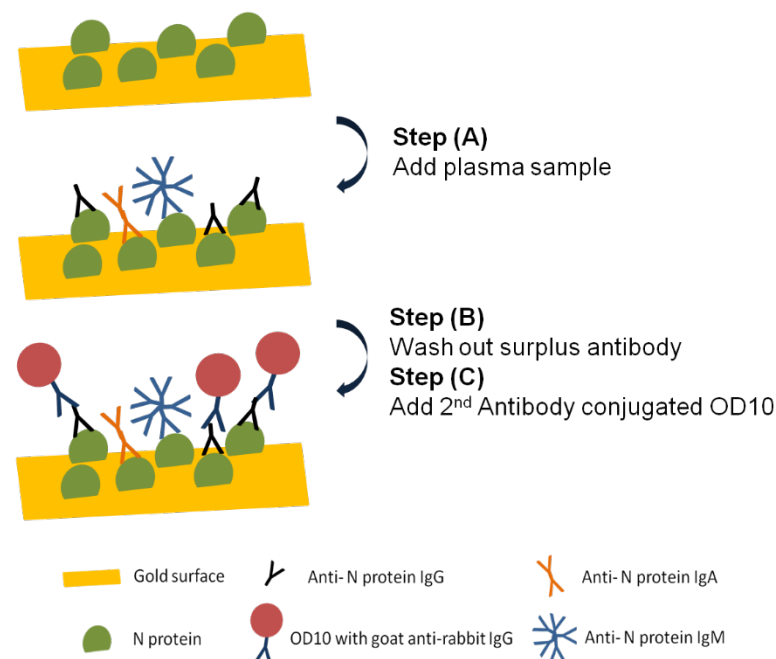 Step (A)
Add plasma sample
Step (B)
Wash out surplus antibody
Step (C)
Add 2nd Antibody conjugated OD10
Gold surface
Anti- N protein IgG
Anti- N protein IgA
N protein
OD10 with goat anti-rabbit IgG
Anti- N protein IgM